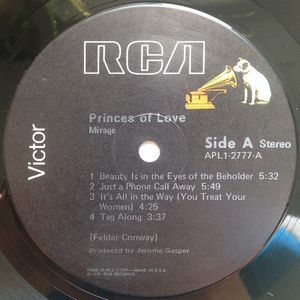 RCA
Victor
Princes of Love
Mirage
Side A Stereo
APL1-2777-A
1 Beauty Is in the Eyes of the Beholder 5:32
2 Just a Phone Call Away 5:49
3 It's All in the Way (You Treat Your
Women) 4:25
4 Tag Along 3:37
(Felder-Conway)
Produced by Jerome Gasper